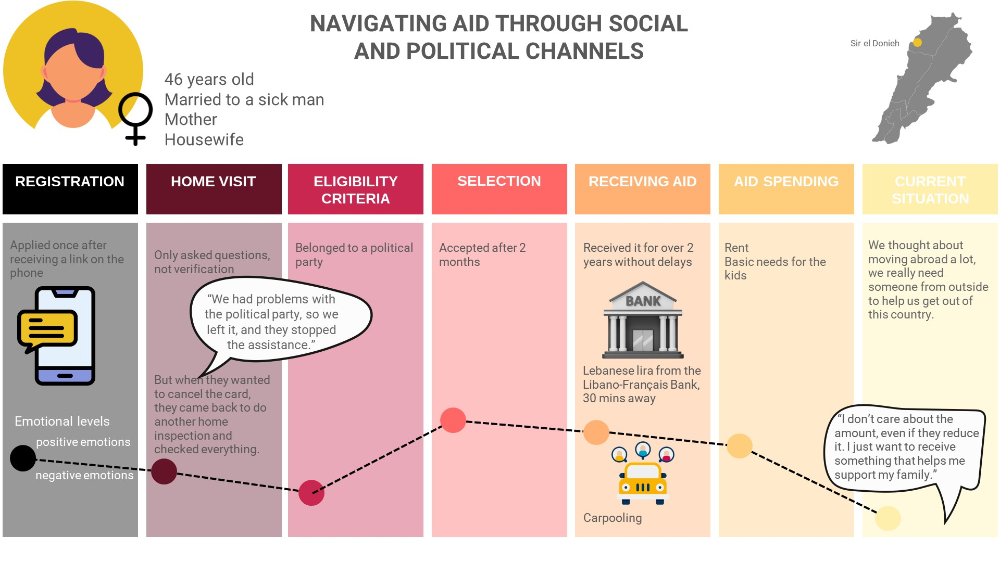 NAVIGATING AID THROUGH SOCIAL
AND POLITICAL CHANNELS
Sir el Donieh
46 years old
Married to a sick man
Mother
Housewife
REGISTRATION
Applied once after
receiving a link on the
phone
Emotional levels
positive emotions
negative emotions
HOME VISIT
Only asked questions,
not verification
“We had problems with
the political party, so we
left it, and they stopped
the assistance.”
But when they wanted
to cancel the card,
they came back to do
another home
inspection and
checked everything.
ELIGIBILITY
CRITERIA
Belonged to a political
party
SELECTION
Accepted after 2
months
RECEIVING AID
Received it for over 2
years without delays
BANK
Lebanese lira from the
Libano-Français Bank,
30 mins away
Carpooling
AID SPENDING
Rent
Basic needs for the
kids
CURRENT
SITUATION
We thought about
moving abroad a lot,
we really need
someone from outside
to help us get out of
this country.
“I don’t care about the
amount, even if they reduce
it. I just want to receive
something that helps me
support my family.”